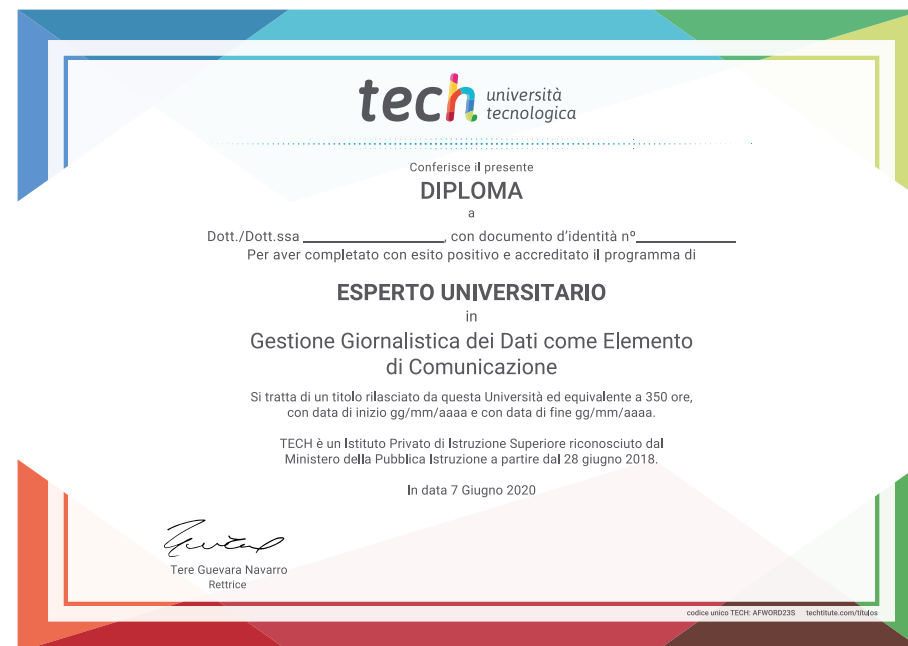 tech università
tecnologica
Conferisce il presente
DIPLOMA
a
Dott./Dott.ssa ____________________, con documento d'identità nº______________
Per aver completato con esito positivo e accreditato il programma di
ESPERTO UNIVERSITARIO
in
Gestione Giornalistica dei Dati come Elemento
di Comunicazione
Si tratta di un titolo rilasciato da questa Università ed equivalente a 350 ore,
con data di inizio gg/mm/aaaa e con data di fine gg/mm/aaaa.
TECH è un Istituto Privato di Istruzione Superiore riconosciuto dal
Ministero della Pubblica Istruzione a partire dal 28 giugno 2018.
In data 7 Giugno 2020
Tere Guevara Navarro
Rettrice
codice unico TECH: AFWORD23S techtitute.com/titulos